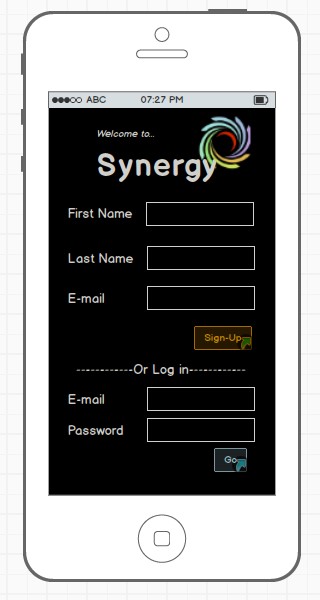 ABC 07:27 PM
Welcome to...
Synergy
First Name
Last Name
E-mail
Sign-Up
------------Or Log in------------
E-mail
Password
Go